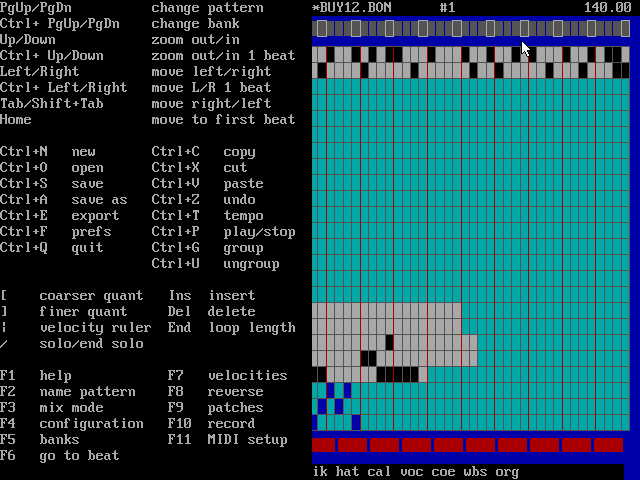 PgUp/PgDn change pattern *BUY12.BON #1 140.00
Ctrl+ PgUp/PgDn change bank
Up/Down zoom out/in
Ctrl+ Up/Down zoom out/in 1 beat
Left/Right move left/right
Ctrl+ Left/Right move L/R 1 beat
Tab/Shift+Tab move right/left
Home move to first beat
Ctrl+N new Ctrl+C copy
Ctrl+O open Ctrl+X cut
Ctrl+S save Ctrl+V paste
Ctrl+A save as Ctrl+Z undo
Ctrl+E export Ctrl+T tempo
Ctrl+F prefs Ctrl+P play/stop
Ctrl+Q quit Ctrl+G group
Ctrl+U ungroup
[ coarser quant Ins insert
] finer quant Del delete
¦ velocity ruler End loop length
/ solo/end solo
F1 help F7 velocities
F2 name pattern F8 reverse
F3 mix mode F9 patches
F4 configuration F10 record
F5 banks F11 MIDI setup
F6 go to beat
ik hat cal voc coe wbs org